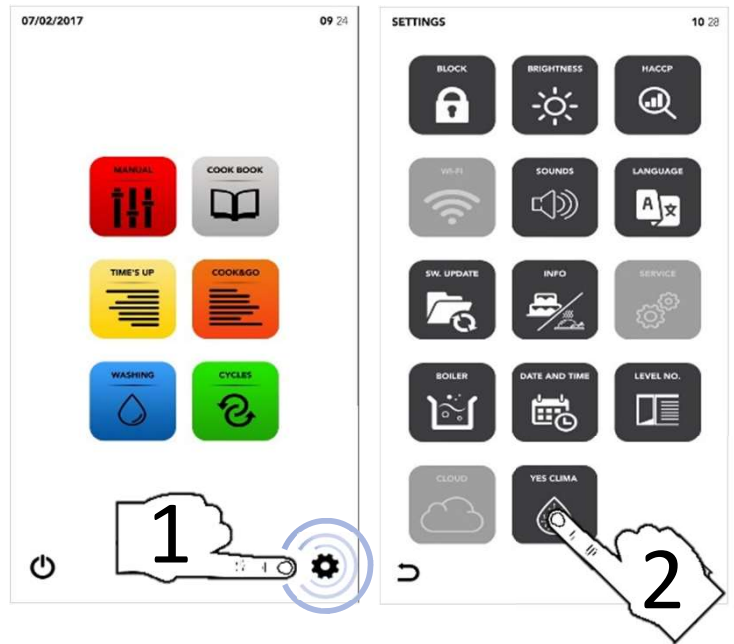 07/02/2017 09 24
MANUAL COOK BOOK
TIME'S UP COOK&GO
WASHING CYCLES
1
SETTINGS 10 28
BLOCK BRIGHTNESS HACCP
WI-FI SOUNDS LANGUAGE
A 文
SW. UPDATE INFO SERVICE
BOILER DATE AND TIME LEVEL NO.
CLOUD YES CLIMA
2